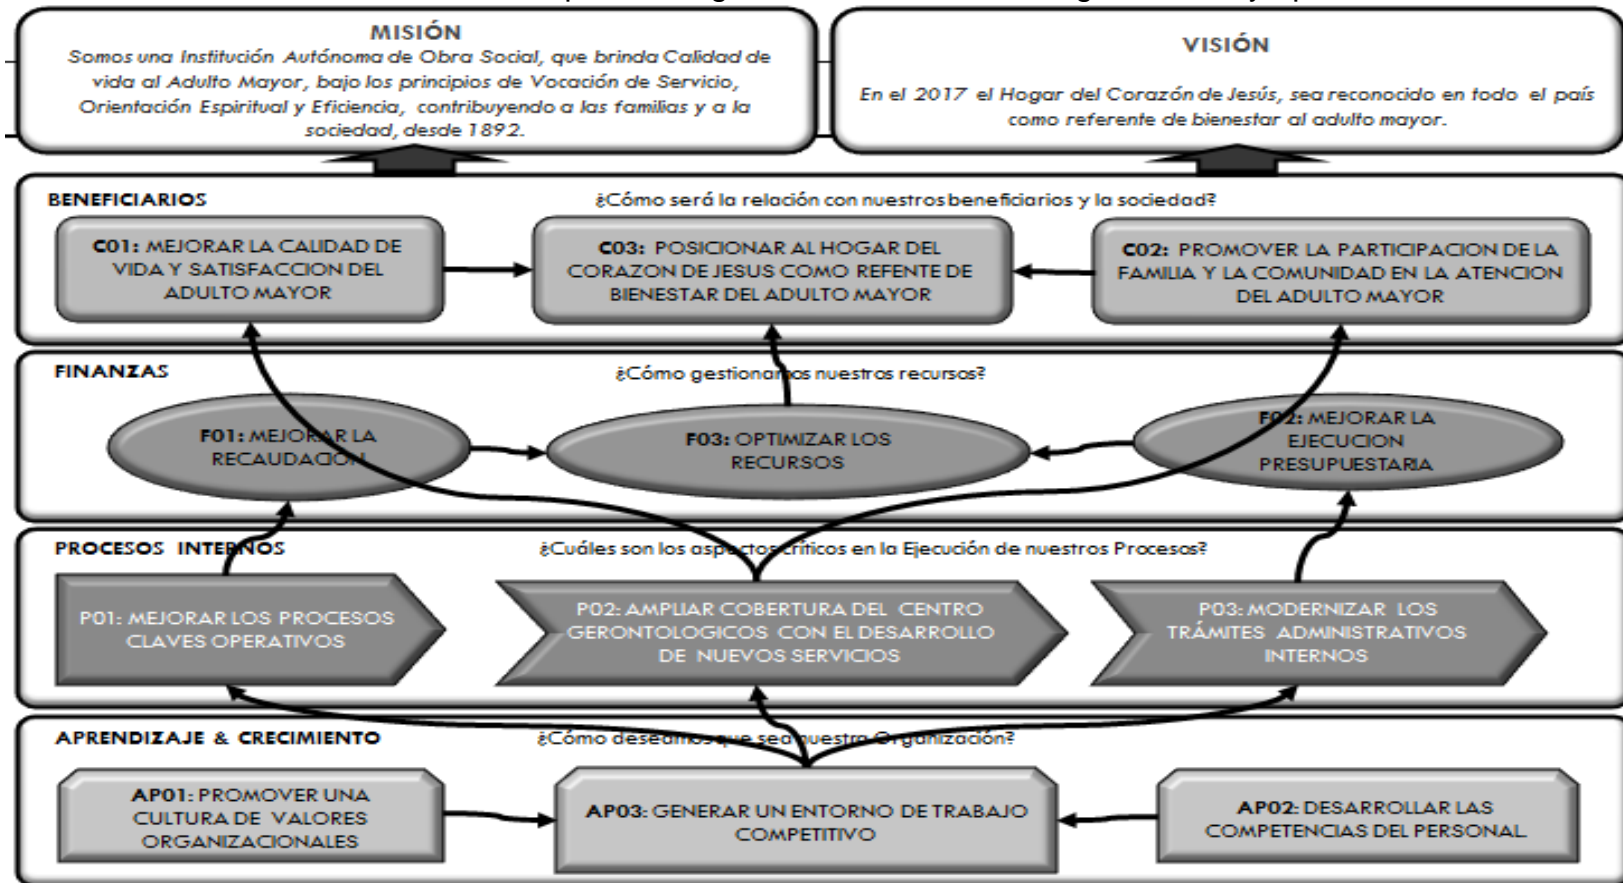 MISIÓN
Somos una Institución Autónoma de Obra Social, que brinda Calidad de
vida al Adulto Mayor, bajo los principios de Vocación de Servicio,
Orientación Espiritual y Eficiencia, contribuyendo a las familias y a la
sociedad, desde 1892.
VISIÓN
En el 2017 el Hogar del Corazón de Jesús, sea reconocido en todo el país
como referente de bienestar al adulto mayor.
BENEFICIARIOS
¿Cómo será la relación con nuestros beneficiarios y la sociedad?
C01: MEJORAR LA CALIDAD DE
VIDA Y SATISFACCION DEL
ADULTO MAYOR
C03: POSICIONAR AL HOGAR DEL
CORAZON DE JESUS COMO REFENTE DE
BIENESTAR DEL ADULTO MAYOR
C02: PROMOVER LA PARTICIPACION DE LA
FAMILIA Y LA COMUNIDAD EN LA ATENCION
DEL ADULTO MAYOR
FINANZAS
¿Cómo gestionamos nuestros recursos?
F01: MEJORAR LA
RECAUDACIÓN
F03: OPTIMIZAR LOS
RECURSOS
F02: MEJORAR LA
EJECUCION
PRESUPUESTARIA
PROCESOS INTERNOS
¿Cuáles son los aspectos críticos en la Ejecución de nuestros Procesos?
P01: MEJORAR LOS PROCESOS
CLAVES OPERATIVOS
P02: AMPLIAR COBERTURA DEL CENTRO
GERONTOLOGICOS CON EL DESARROLLO
DE NUEVOS SERVICIOS
P03: MODERNIZAR LOS
TRÁMITES ADMINISTRATIVOS
INTERNOS
APRENDIZAJE & CRECIMIENTO
¿Cómo deseamos que sea nuestra Organización?
AP01: PROMOVER UNA
CULTURA DE VALORES
ORGANIZACIONALES
AP03: GENERAR UN ENTORNO DE TRABAJO
COMPETITIVO
AP02: DESARROLLAR LAS
COMPETENCIAS DEL PERSONAL.